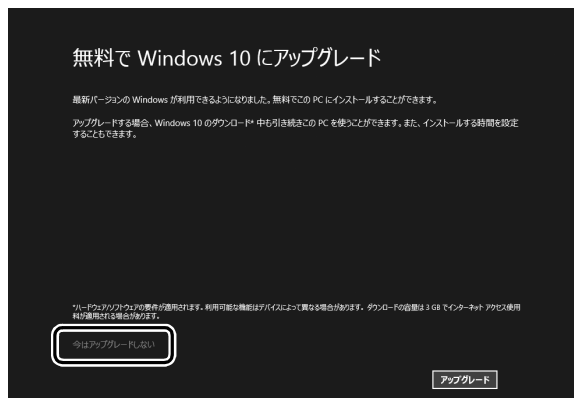 無料で Windows 10 にアップグレード
最新バージョンの Windows が利用できるようになりました。無料でこの PC にインストールすることができます。
アップグレードする場合、Windows 10 のダウンロード* 中も引き続きこの PC を使うことができます。また、インストールする時間を設定
することもできます。
*ハードウェア/ソフトウェアの要件が適用されます。利用可能な機能はデバイスによって異なる場合があります。ダウンロードの容量は 3 GB でインターネット アクセス使用
料が適用される場合があります。
今はアップグレードしない
アップグレード